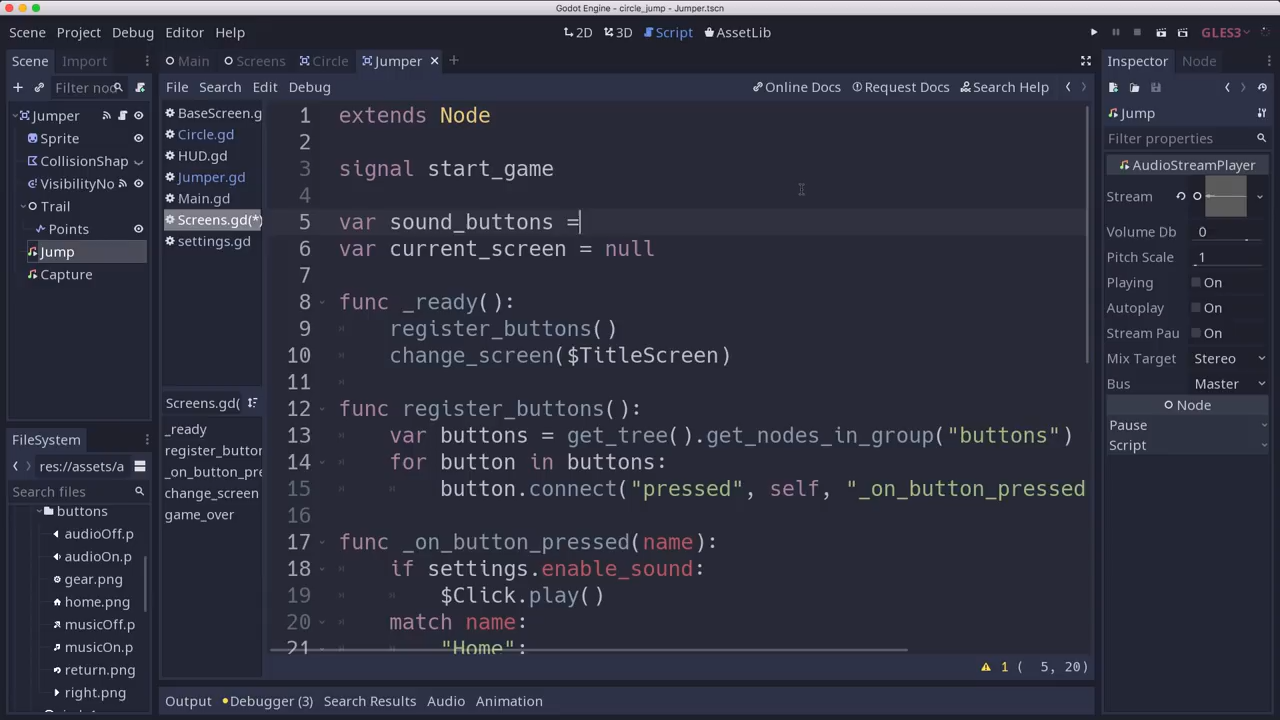 Godot Engine - circle_jump - Jumper.tscn
Scene Project Debug Editor Help
2D 3D Script AssetLib
GLES3
Scene Import
Filter nod
Jumper
Sprite
CollisionShap
VisibilityNo
Trail
Points
Jump
Capture
FileSystem
res://assets/a
Search files
buttons
audioOff.p
audioOn.p
gear.png
home.png
musicOff.p
musicOn.p
return.png
right.png
Main Screens Circle Jumper
File Search Edit Debug
Online Docs Request Docs Search Help
BaseScreen.g
Circle.gd
HUD.gd
Jumper.gd
Main.gd
Screens.gd(*)
settings.gd
Screens.gd(
_ready
register_button
_on_button_pre
change_screen
game_over
1 extends Node
2
3 signal start_game
4
5 var sound_buttons =
6 var current_screen = null
7
8 func _ready():
9 register_buttons()
10 change_screen($TitleScreen)
11
12 func register_buttons():
13 var buttons = get_tree().get_nodes_in_group("buttons")
14 for button in buttons:
15 button.connect("pressed", self, "_on_button_pressed
16
17 func _on_button_pressed(name):
18 if settings.enable_sound:
19 $Click.play()
20 match name:
21 "Home":
1 ( 5, 20)
Output Debugger (3) Search Results Audio Animation
Inspector Node
Jump
Filter properties
AudioStreamPlayer
Stream
Volume Db 0
Pitch Scale 1
Playing On
Autoplay On
Stream Pau On
Mix Target Stereo
Bus Master
Node
Pause
Script